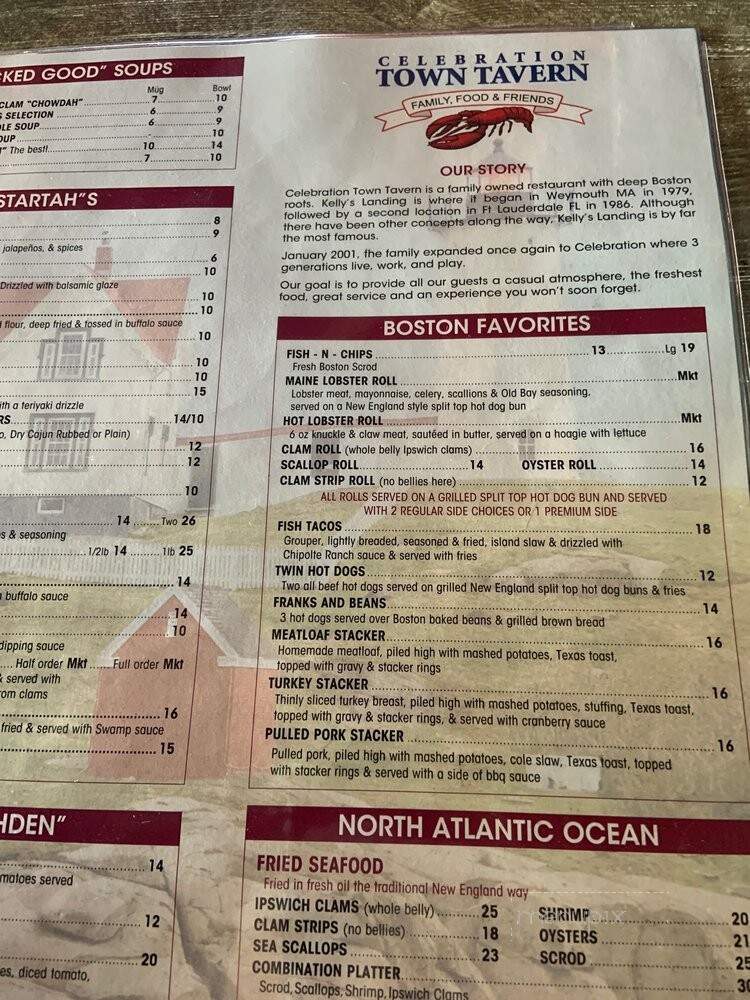 KED GOOD" SOUPS
Mug Bowl
CLAM "CHOWDAH" 7 10
SELECTION 6 9
LE SOUP 6 9
OUP 10
" The best! 10 14
7 10
STARTAH"S
8
9
jalapeños, & spices
6
10
Drizzled with balsamic glaze
10
10
flour, deep fried & tossed in buffalo sauce
10
10
10
15
ith a teriyaki drizzle
RS 14/10
o, Dry Cajun Rubbed or Plain)
12
12
10
14 Two 26
s & seasoning
1/2lb 14 1lb 25
14
buffalo sauce
14
10
dipping sauce
Half order Mkt Full order Mkt
& served with
rom clams
16
fried & served with Swamp sauce
15
HDEN"
14
matoes served
12
20
es, diced tomato,
CELEBRATION
TOWN TAVERN
FAMILY, FOOD & FRIENDS
OUR STORY
Celebration Town Tavern is a family owned restaurant with deep Boston
roots. Kelly's Landing is where it began in Weymouth MA in 1979,
followed by a second location in Ft Lauderdale FL in 1986. Although
there have been other concepts along the way, Kelly's Landing is by far
the most famous.
January 2001, the family expanded once again to Celebration where 3
generations live, work, and play.
Our goal is to provide all our guests a casual atmosphere, the freshest
food, great service and an experience you won't soon forget.
BOSTON FAVORITES
FISH - N - CHIPS 13 Lg 19
Fresh Boston Scrod
MAINE LOBSTER ROLL Mkt
Lobster meat, mayonnaise, celery, scallions & Old Bay seasoning,
served on a New England style split top hot dog bun
HOT LOBSTER ROLL Mkt
6 oz knuckle & claw meat, sautéed in butter, served on a hoagie with lettuce
CLAM ROLL (whole belly Ipswich clams) 16
SCALLOP ROLL 14 OYSTER ROLL 14
CLAM STRIP ROLL (no bellies here) 12
ALL ROLLS SERVED ON A GRILLED SPLIT TOP HOT DOG BUN AND SERVED
WITH 2 REGULAR SIDE CHOICES OR 1 PREMIUM SIDE
FISH TACOS 18
Grouper, lightly breaded, seasoned & fried, island slaw & drizzled with
Chipolte Ranch sauce & served with fries
TWIN HOT DOGS 12
Two all beef hot dogs served on grilled New England split top hot dog buns & fries
FRANKS AND BEANS 14
3 hot dogs served over Boston baked beans & grilled brown bread
MEATLOAF STACKER 16
Homemade meatloaf, piled high with mashed potatoes, Texas toast,
topped with gravy & stacker rings
TURKEY STACKER 16
Thinly sliced turkey breast, piled high with mashed potatoes, stuffing, Texas toast,
topped with gravy & stacker rings, & served with cranberry sauce
PULLED PORK STACKER 16
Pulled pork, piled high with mashed potatoes, cole slaw, Texas toast, topped
with stacker rings & served with a side of bbq sauce
NORTH ATLANTIC OCEAN
FRIED SEAFOOD
Fried in fresh oil the traditional New England way
IPSWICH CLAMS (whole belly) 25 SHRIMP 20
CLAM STRIPS (no bellies) 18 OYSTERS 21
SEA SCALLOPS 23 SCROD 25
COMBINATION PLATTER
Scrod, Scallops, Shrimp, Ipswich Clams